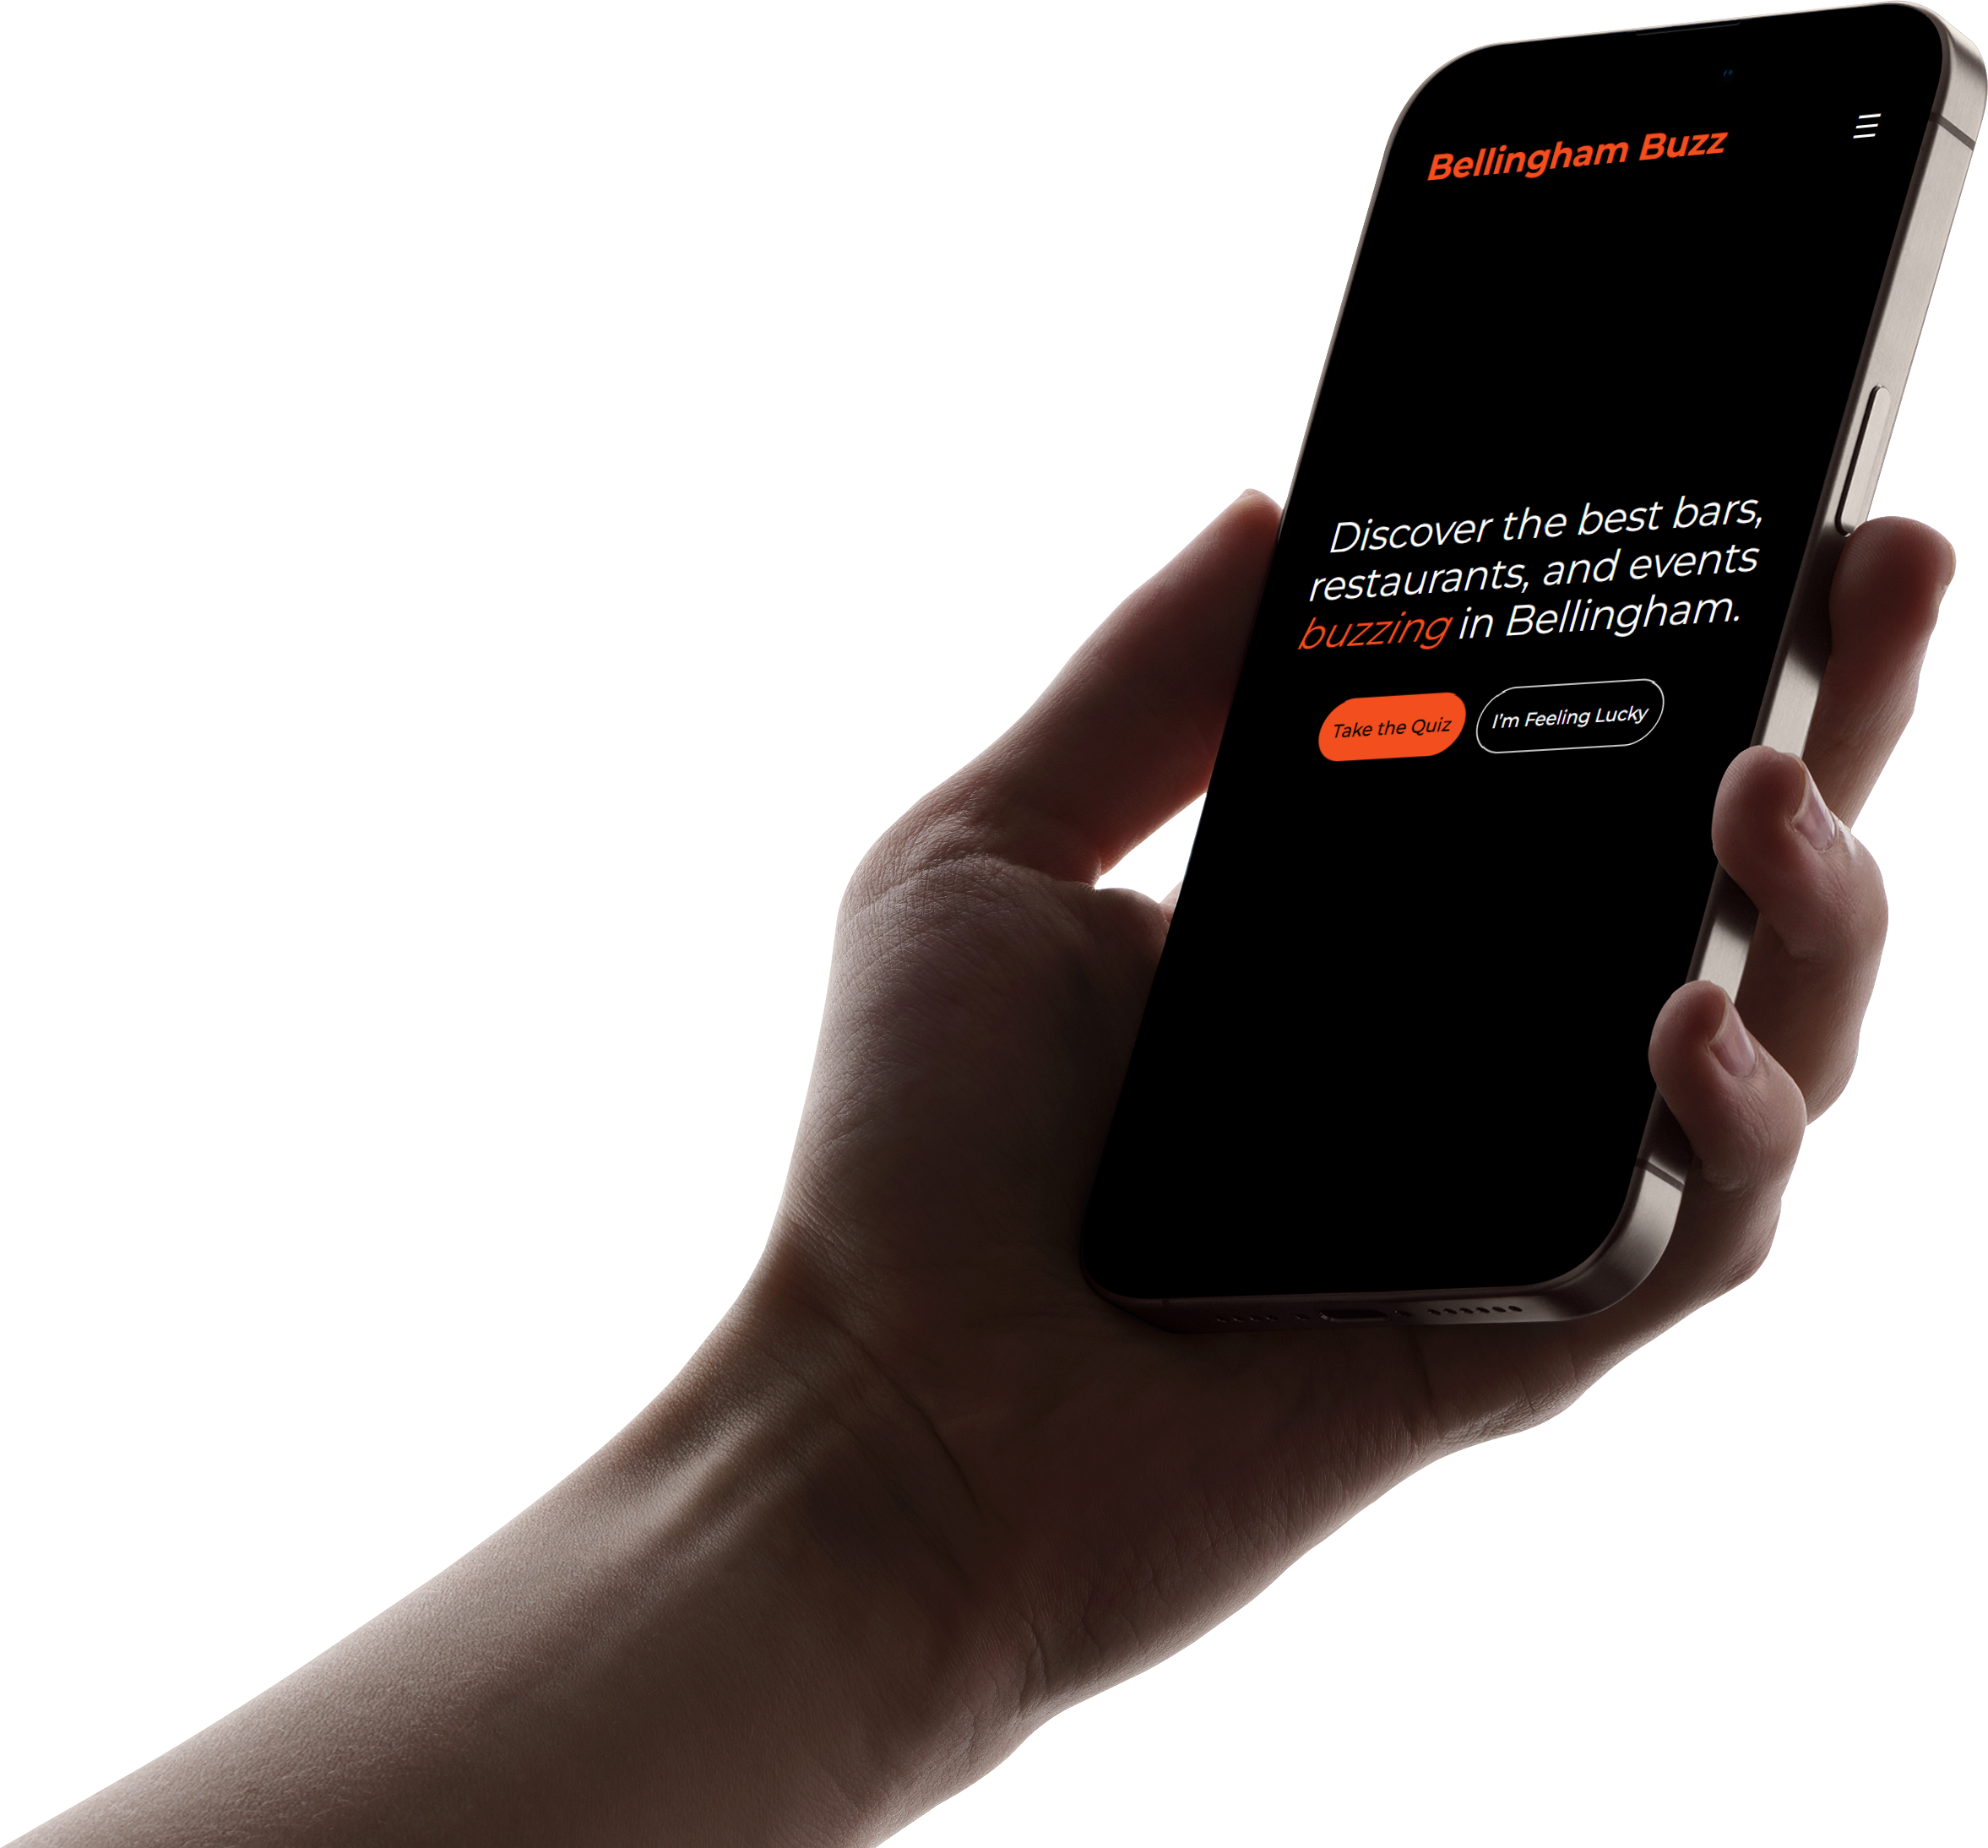 Bellingham Buzz
Discover the best bars,
restaurants, and events
buzzing in Bellingham.
Take the Quiz
I'm Feeling Lucky